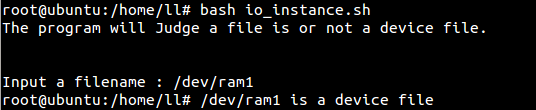 root@ubuntu:/home/ll# bash io_instance.sh
The program will Judge a file is or not a device file.
Input a filename : /dev/ram1
root@ubuntu:/home/ll# /dev/ram1 is a device file